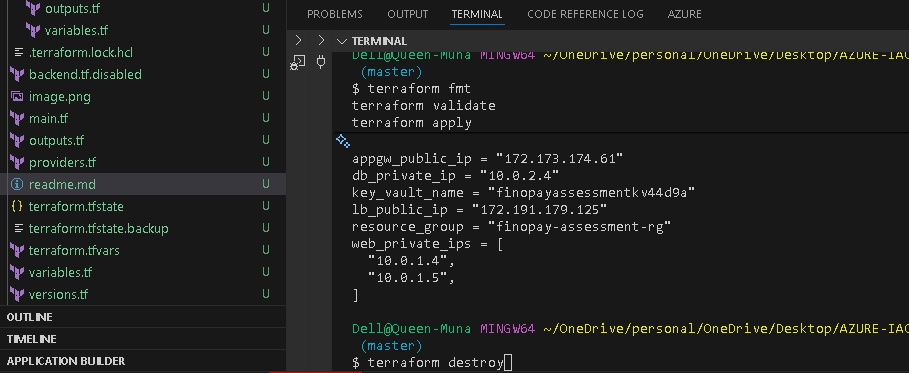 outputs.tf U
variables.tf U
.terraform.lock.hcl U
backend.tf.disabled U
image.png U
main.tf U
outputs.tf U
providers.tf U
readme.md U
terraform.tfstate U
terraform.tfstate.backup U
terraform.tfvars U
variables.tf U
versions.tf U
OUTLINE
TIMELINE
APPLICATION BUILDER
PROBLEMS OUTPUT TERMINAL CODE REFERENCE LOG AZURE
TERMINAL
Dell@Queen-Muna MINGW64 ~/OneDrive/personal/OneDrive/Desktop/AZURE-IAC
(master)
$ terraform fmt
terraform validate
terraform apply
appgw_public_ip = "172.173.174.61"
db_private_ip = "10.0.2.4"
key_vault_name = "finopayassessmentkv44d9a"
lb_public_ip = "172.191.179.125"
resource_group = "finopay-assessment-rg"
web_private_ips = [
"10.0.1.4",
"10.0.1.5",
]
Dell@Queen-Muna MINGW64 ~/OneDrive/personal/OneDrive/Desktop/AZURE-IAC
(master)
$ terraform destroy